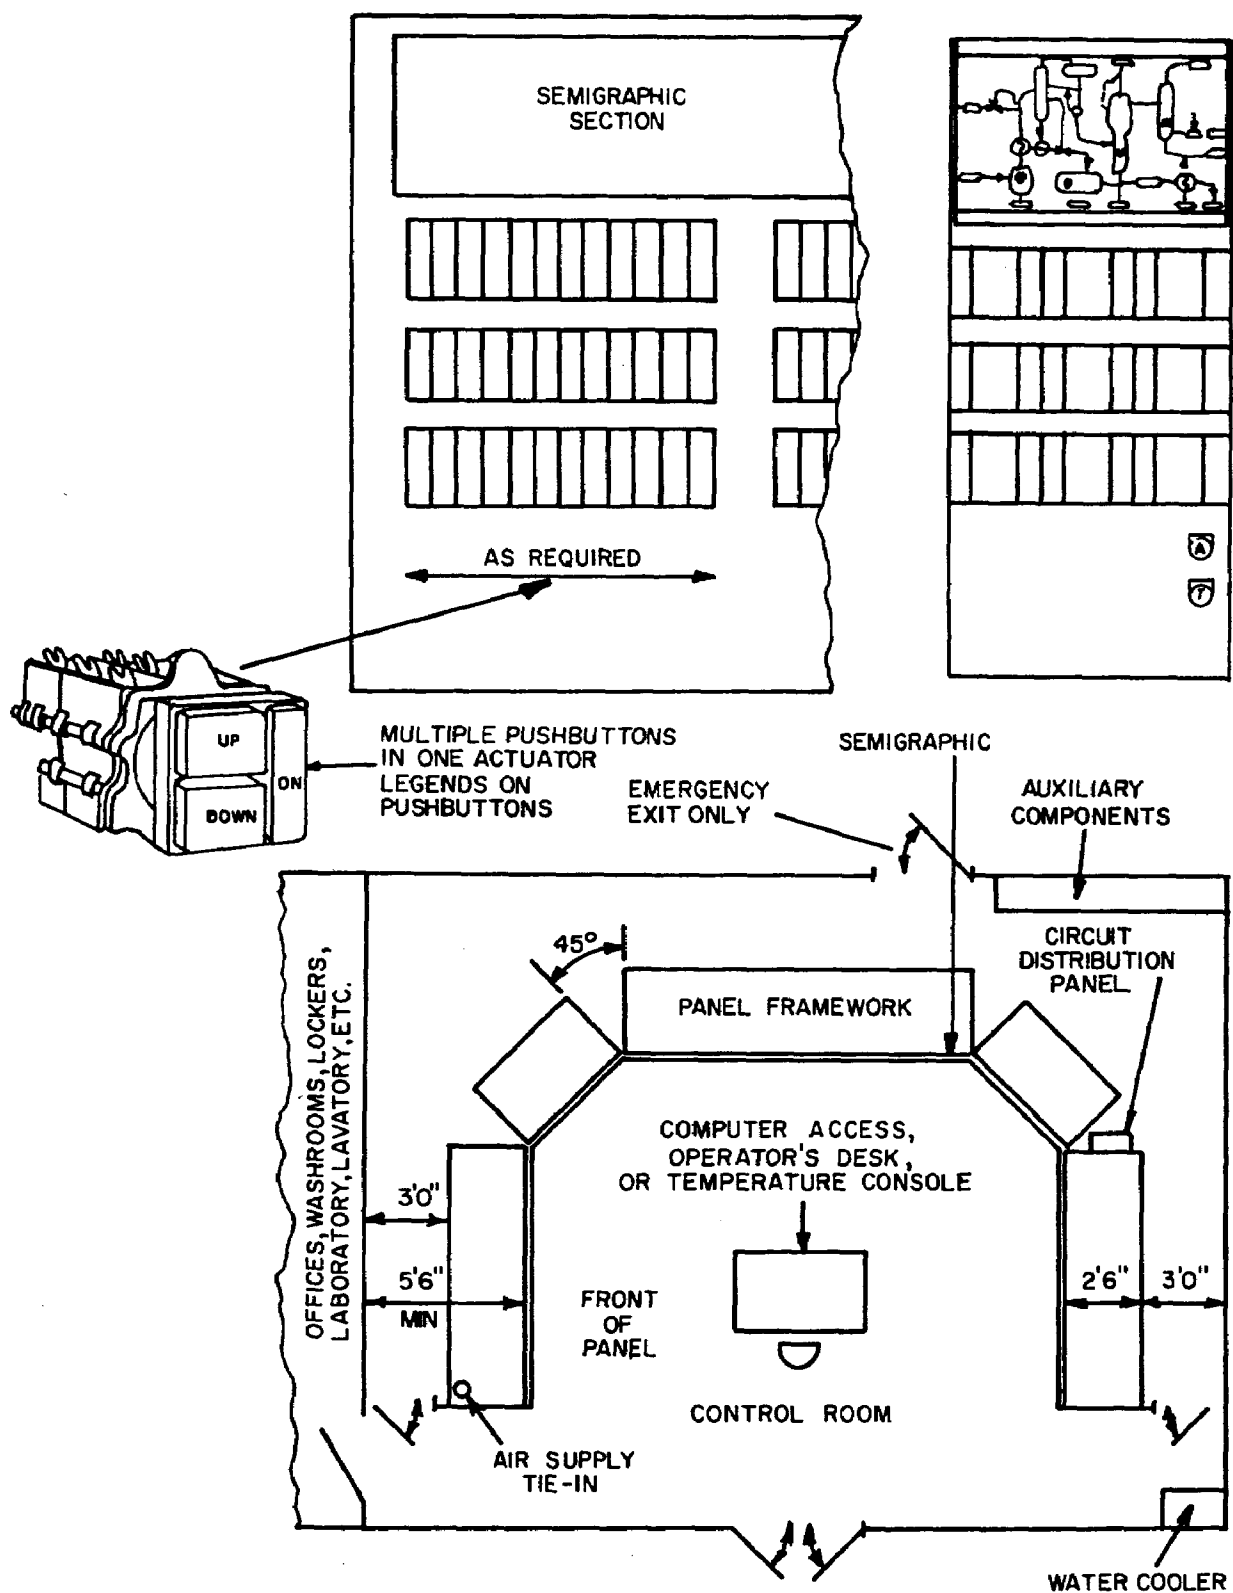 SEMIGRAPHIC
SECTION
AS REQUIRED
A
T
UP
DOWN
ON
MULTIPLE PUSHBUTTONS
IN ONE ACTUATOR
LEGENDS ON
PUSHBUTTONS
SEMIGRAPHIC
EMERGENCY
EXIT ONLY
AUXILIARY
COMPONENTS
OFFICES, WASHROOMS, LOCKERS,
LABORATORY, LAVATORY, ETC.
45°
PANEL FRAMEWORK
CIRCUIT
DISTRIBUTION
PANEL
COMPUTER ACCESS,
OPERATOR'S DESK,
OR TEMPERATURE CONSOLE
3'0"
5'6"
MIN
FRONT
OF
PANEL
2'6"
3'0"
CONTROL ROOM
AIR SUPPLY
TIE-IN
WATER COOLER